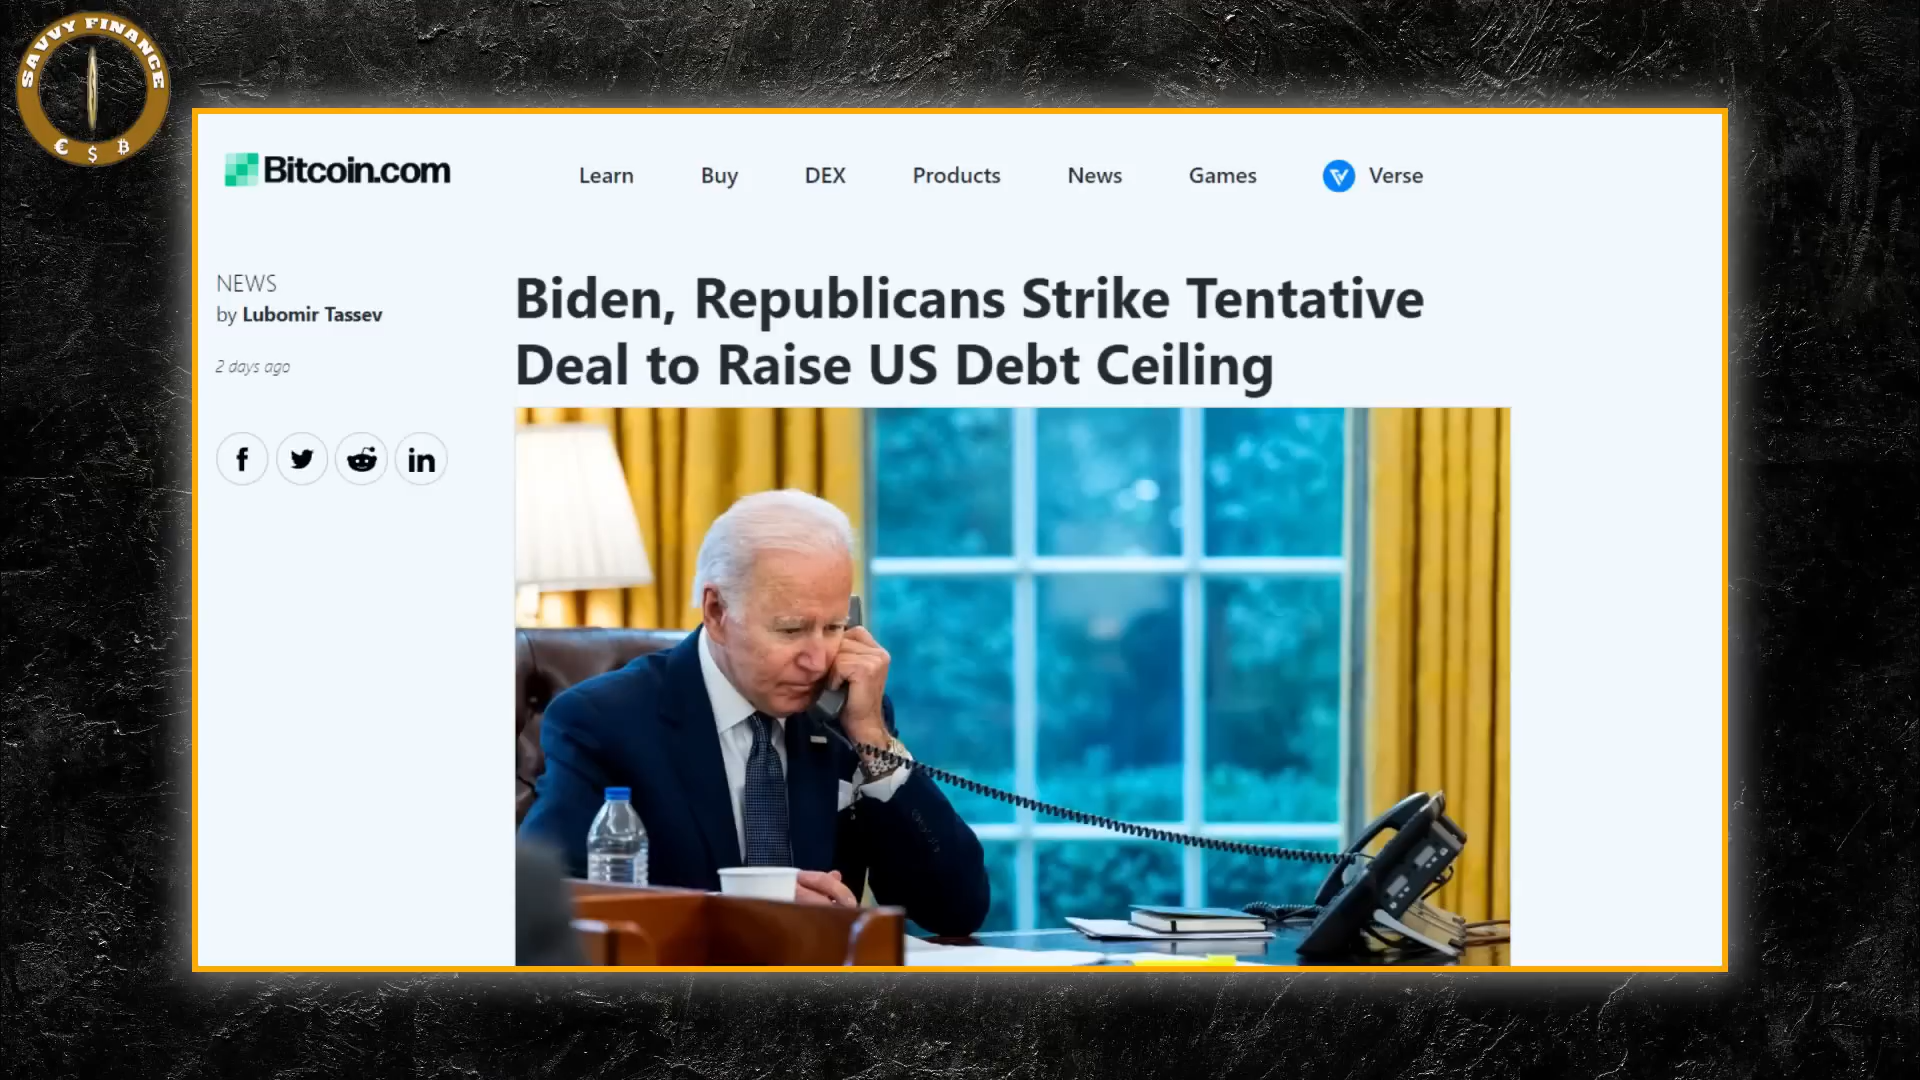 SAVVY FINANCE
€ $ ₿
Bitcoin.com
Learn Buy DEX Products News Games Verse
NEWS
by Lubomir Tassev
2 days ago
Biden, Republicans Strike Tentative
Deal to Raise US Debt Ceiling